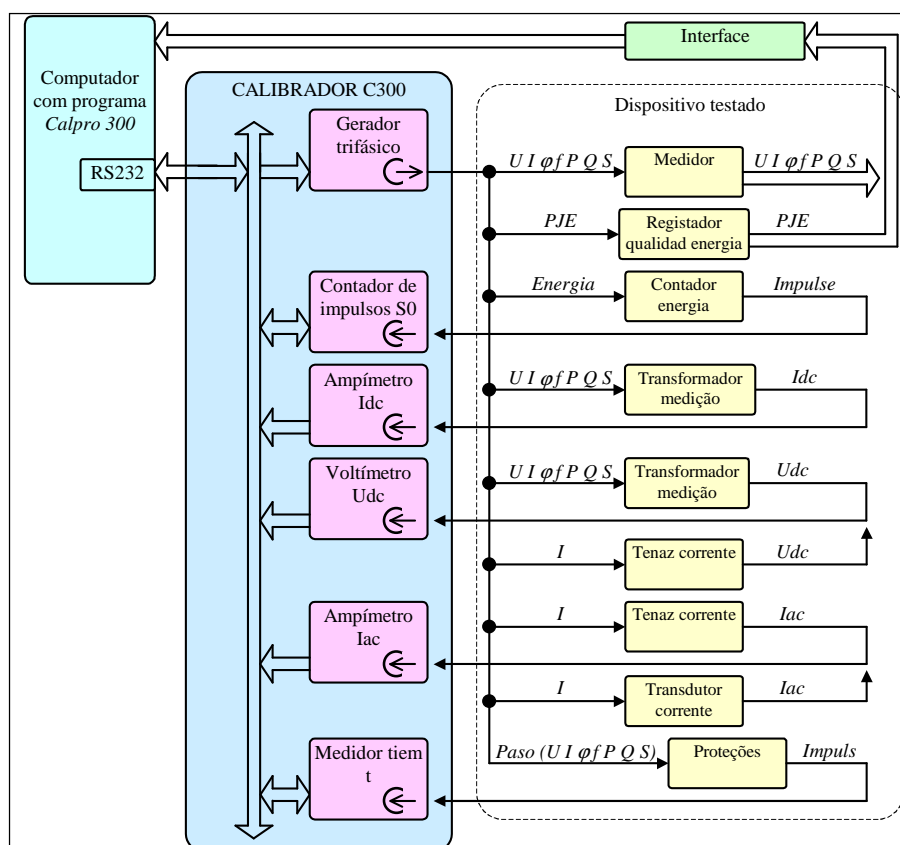 Interface
Computador
com programa
Calpro 300
RS232
CALIBRADOR C300
Gerador
trifásico
Contador de
impulsos S0
Ampímetro
Idc
Voltímetro
Udc
Ampímetro
Iac
Medidor tiem
t
Dispositivo testado
U I φ f P Q S
Medidor
U I φ f P Q S
PJE
Registador
qualidad energia
PJE
Energia
Contador
energia
Impulse
U I φ f P Q S
Transformador
medição
Idc
U I φ f P Q S
Transformador
medição
Udc
I
Tenaz corrente
Udc
I
Tenaz corrente
Iac
I
Transdutor
corrente
Iac
Paso (U I φ f P Q S)
Proteções
Impuls